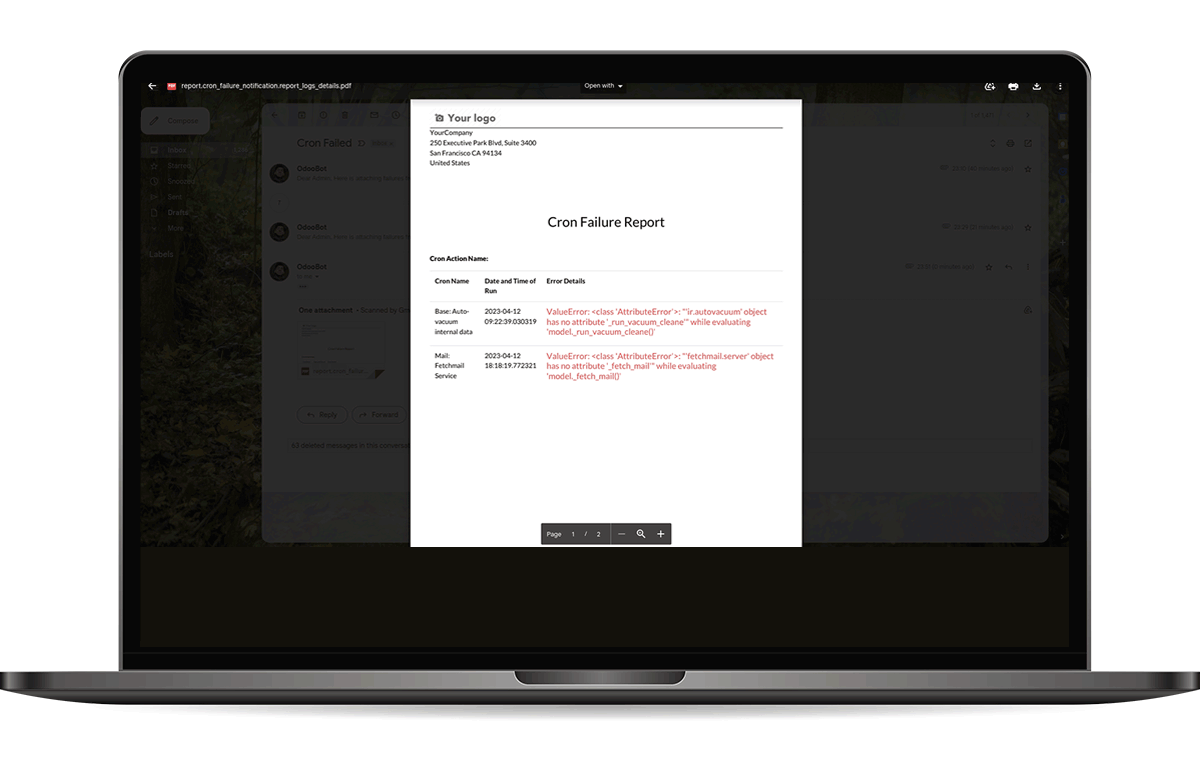 report.cron_failure_notification.report_logs_details.pdf
Open with
Compose
Inbox
Starred
Snoozed
Sent
Drafts
More
Labels
Cron Failed
OdooBot
OdooBot
OdooBot
One attachment
Reply
Forward
Your logo
YourCompany
250 Executive Park Blvd, Suite 3400
San Francisco CA 94134
United States
Cron Failure Report
Cron Action Name:
Cron Name
Date and Time of
Run
Error Details
Base: Auto-
vacuum
internal data
2023-04-12
09:22:39.030319
ValueError: <class 'AttributeError'>: "'ir.autovacuum' object
has no attribute '_run_vacuum_cleane'" while evaluating
'model._run_vacuum_cleane()'
Mail:
Fetchmail
Service
2023-04-12
18:18:19.772321
ValueError: <class 'AttributeError'>: "'fetchmail.server' object
has no attribute '_fetch_mail'" while evaluating
'model._fetch_mail()'
Page 1 / 2